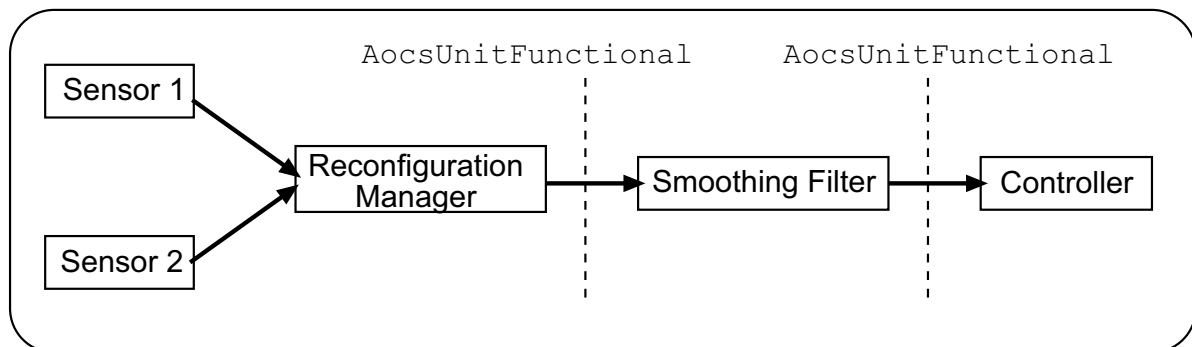 AocsUnitFunctional
AocsUnitFunctional
Sensor 1
Reconfiguration
Manager
Smoothing Filter
Controller
Sensor 2